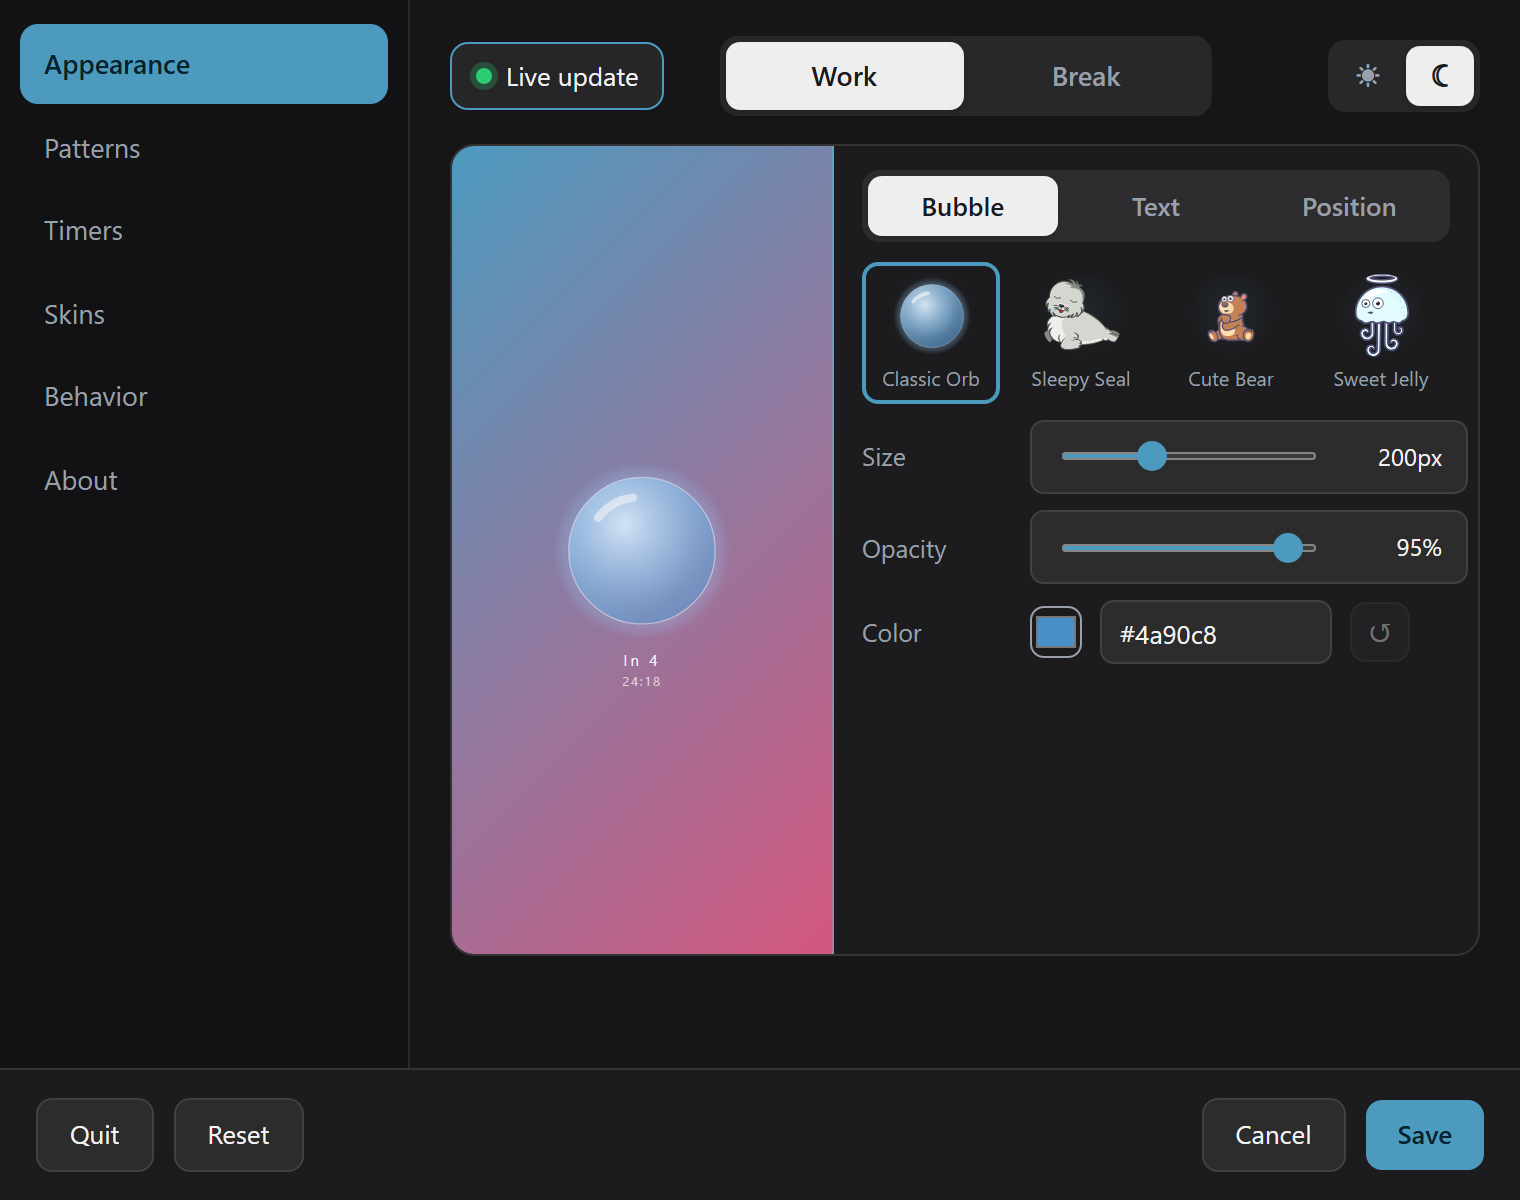 Appearance
Patterns
Timers
Skins
Behavior
About
Live update
Work
Break
Bubble
Text
Position
Classic Orb
Sleepy Seal
Cute Bear
Sweet Jelly
Size
200px
Opacity
95%
Color
#4a90c8
In 4
24:18
Quit
Reset
Cancel
Save